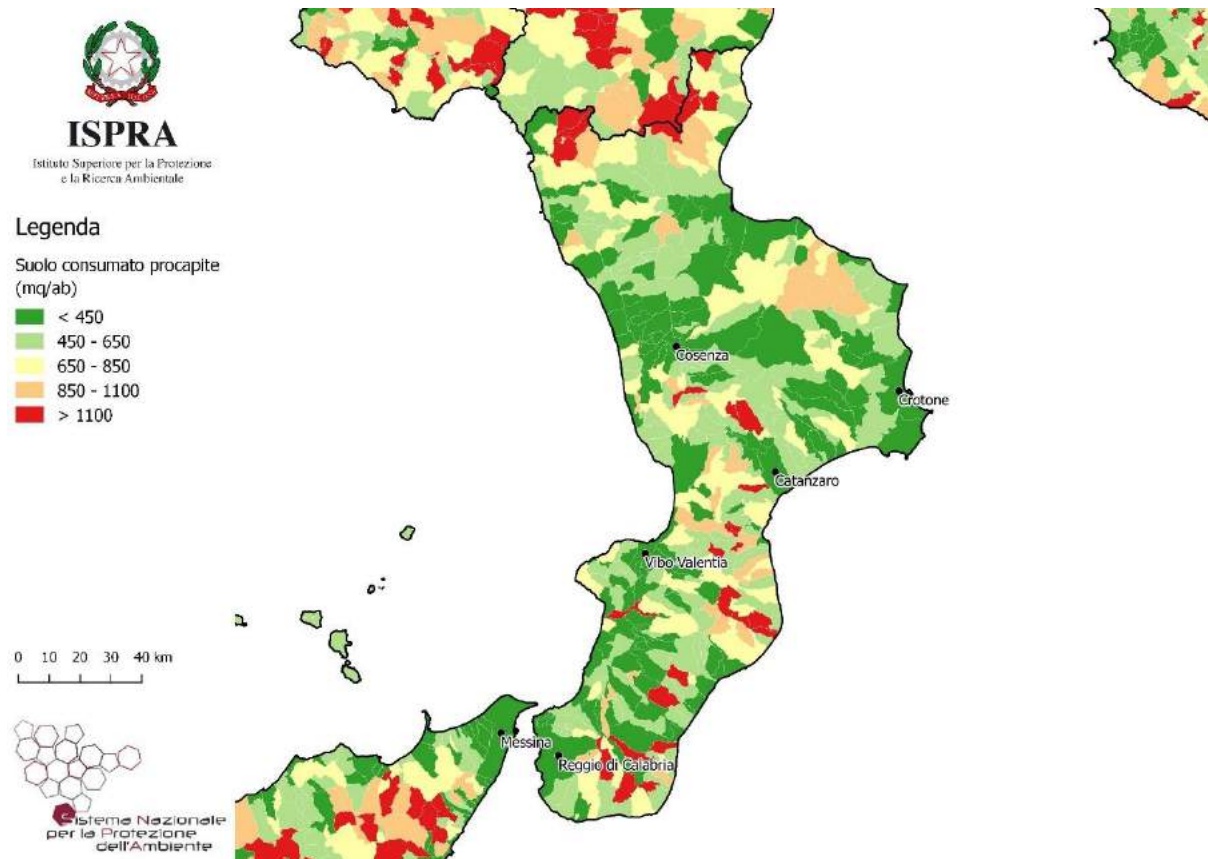 REPVBBLICA ITALIANA
ISPRA
Istituto Superiore per la Protezione
e la Ricerca Ambientale
Legenda
Suolo consumato procapite
(mq/ab)
< 450
450 - 650
650 - 850
850 - 1100
> 1100
Cosenza
Crotone
Catanzaro
Vibo Valentia
Messina
Reggio di Calabria
0 10 20 30 40 km
Sistema Nazionale
per la Protezione
dell'Ambiente